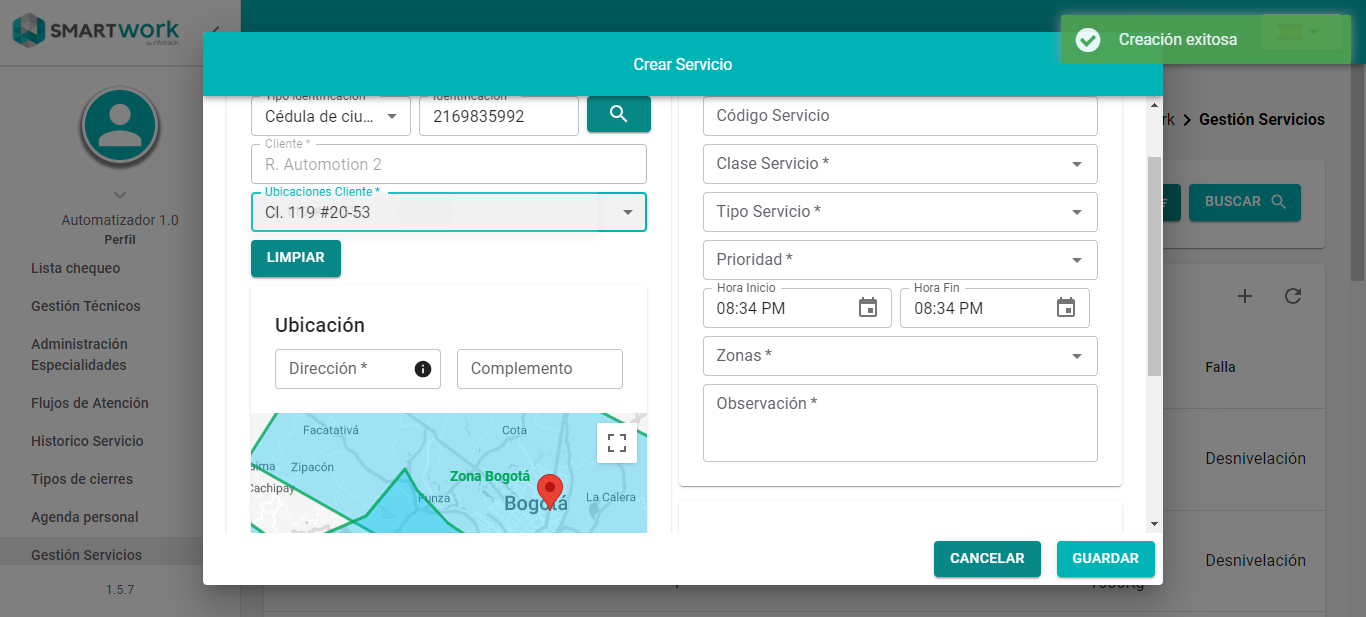 SMARTWORK
by infotrack
Creación exitosa
Crear Servicio
Gestión Servicios
Automatizador 1.0
Perfil
Lista chequeo
Gestión Técnicos
Administración
Especialidades
Flujos de Atención
Historico Servicio
Tipos de cierres
Agenda personal
Gestión Servicios
1.5.7
Tipo Identificación
Cédula de ciu...
Identificación
2169835992
Cliente *
R. Automotion 2
Ubicaciones Cliente *
Cl. 119 #20-53
LIMPIAR
Ubicación
Dirección *
Complemento
Facatativá
Cota
Zipacón
Cachipay
Zona Bogotá
Funza
Bogotá
La Calera
Código Servicio
Clase Servicio *
Tipo Servicio *
Prioridad *
Hora Inicio
08:34 PM
Hora Fin
08:34 PM
Zonas *
Observación *
CANCELAR
GUARDAR
BUSCAR
Falla
Desnivelación
Desnivelación